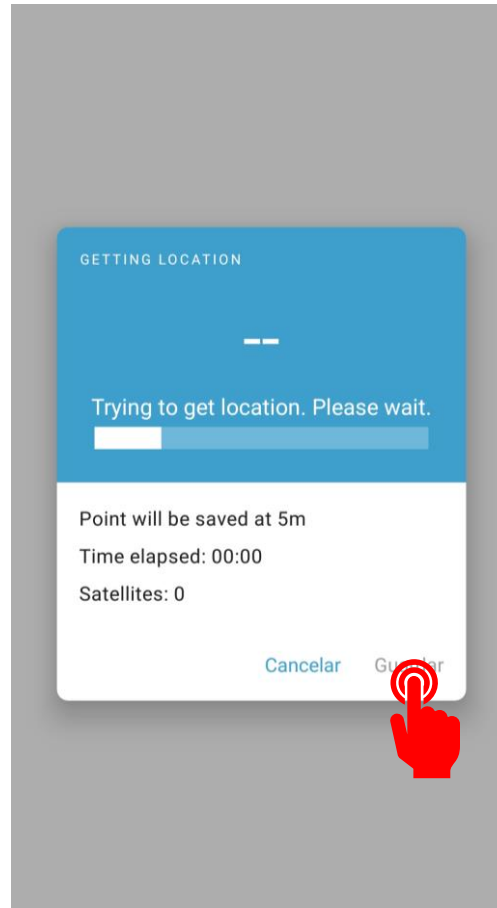 GETTING LOCATION
--
Trying to get location. Please wait.
Point will be saved at 5m
Time elapsed: 00:00
Satellites: 0
Cancelar Guardar